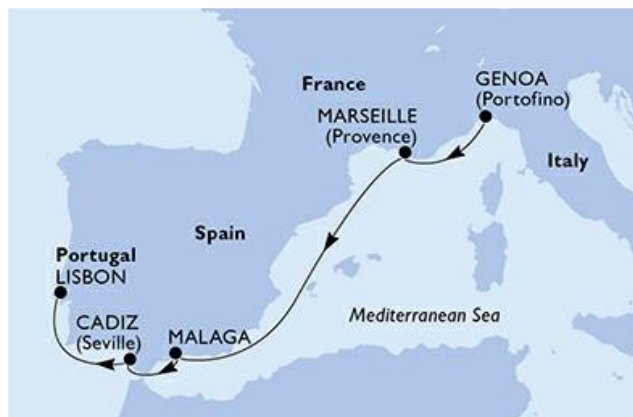 France
GENOA
(Portofino)
MARSEILLE
(Provence)
Italy
Spain
Portugal
LISBON
CADIZ
(Seville)
MALAGA
Mediterranean Sea